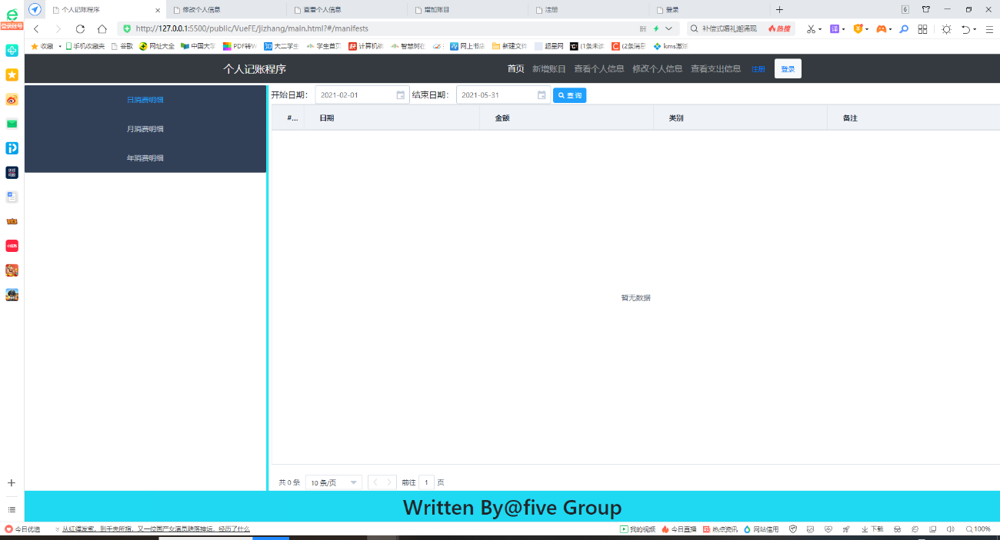 个人记账程序
修改个人信息
查看个人信息
增加账目
注册
登录
6
登录账号
http://127.0.0.1:5500/public/VueFE/jizhang/main.html?#/manifests
补偿式婚礼潮涌现
热搜
译
收藏
手机收藏夹
谷歌
网址大全
中国大学
PDF转W
大二学生
学生首页
计算机编
智慧树在
网上书店
新建文件
超星网
(1条未读
(2条消息
kms激活
个人记账程序
首页
新增账目
查看个人信息
修改个人信息
查看支出信息
注册
登录
日消费明细
月消费明细
年消费明细
开始日期：
2021-02-01
结束日期：
2021-05-31
查询
#...
日期
金额
类别
备注
暂无数据
共 0 条
10 条/页
前往
1
页
Written By@five Group
今日优选
从红得发紫，到千夫所指，又一位国产女演员跌落神坛，经历了什么
我的视频
今日直播
热点资讯
网站信用
下载
100%